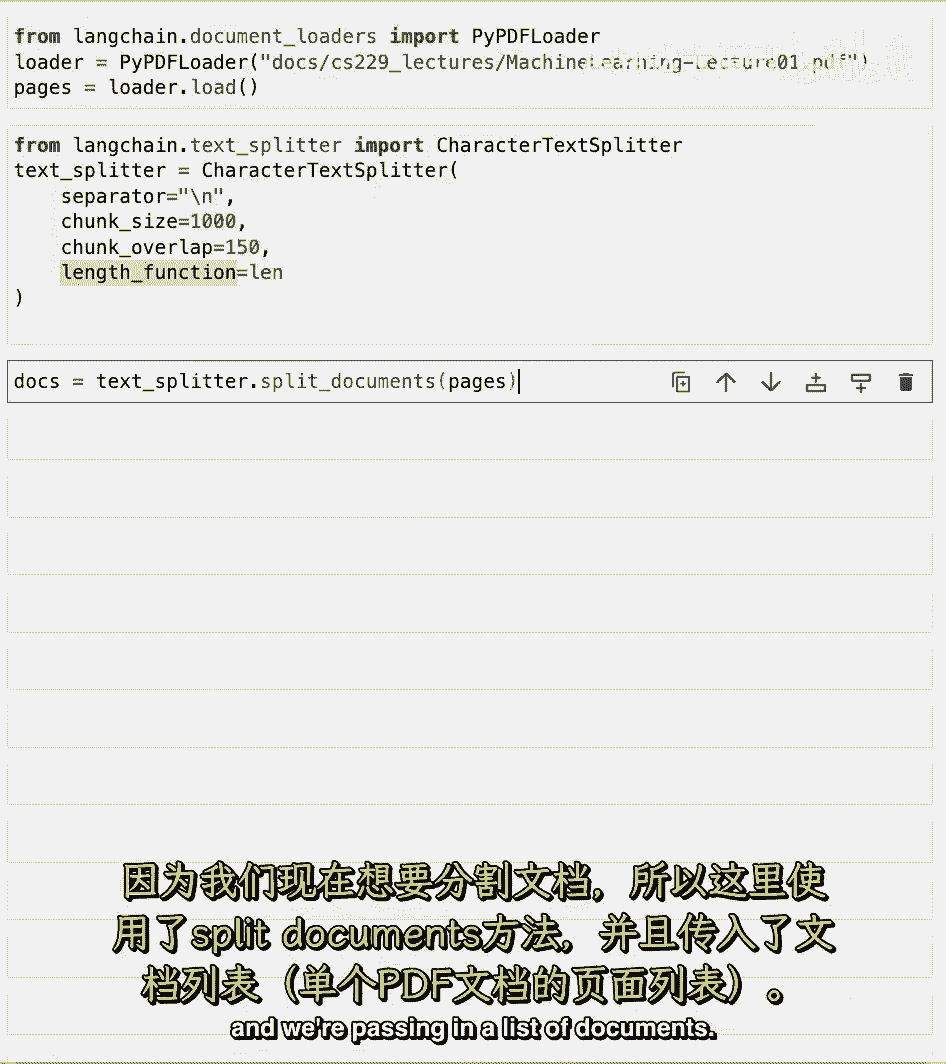 from langchain.document_loaders import PyPDFLoader
loader = PyPDFLoader("docs/cs229_lectures/MachineLearning-Lecture01.pdf")
pages = loader.load()
from langchain.text_splitter import CharacterTextSplitter
text_splitter = CharacterTextSplitter(
    separator="\n",
    chunk_size=1000,
    chunk_overlap=150,
    length_function=len
)
docs = text_splitter.split_documents(pages)
因为我们现在想要分割文档，所以这里使
用了split documents方法，并且传入了文
档列表（单个PDF文档的页面列表）。
and we're passing in a list of documents.